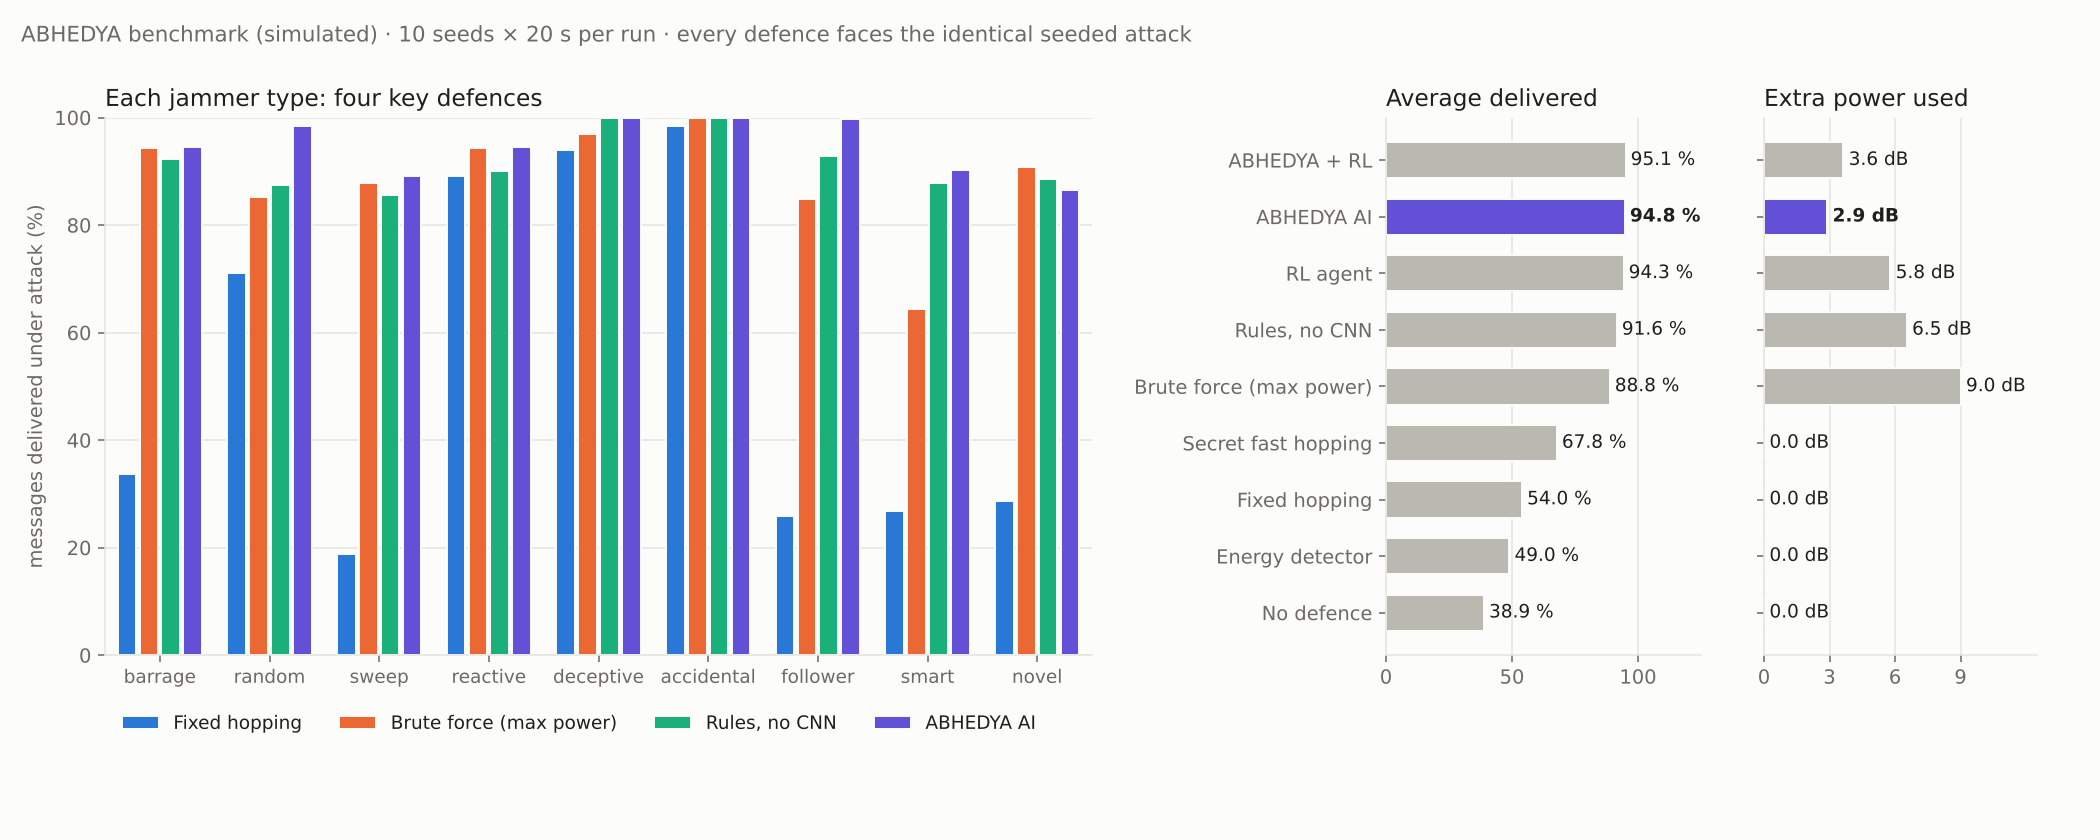 ABHEDYA benchmark (simulated) · 10 seeds × 20 s per run · every defence faces the identical seeded attack
Each jammer type: four key defences
messages delivered under attack (%)
100
80
60
40
20
0
barrage random sweep reactive deceptive accidental follower smart novel
Fixed hopping Brute force (max power) Rules, no CNN ABHEDYA AI
Average delivered
ABHEDYA + RL 95.1 %
ABHEDYA AI 94.8 %
RL agent 94.3 %
Rules, no CNN 91.6 %
Brute force (max power) 88.8 %
Secret fast hopping 67.8 %
Fixed hopping 54.0 %
Energy detector 49.0 %
No defence 38.9 %
0 50 100
Extra power used
3.6 dB
2.9 dB
5.8 dB
6.5 dB
9.0 dB
0.0 dB
0.0 dB
0.0 dB
0.0 dB
0 3 6 9